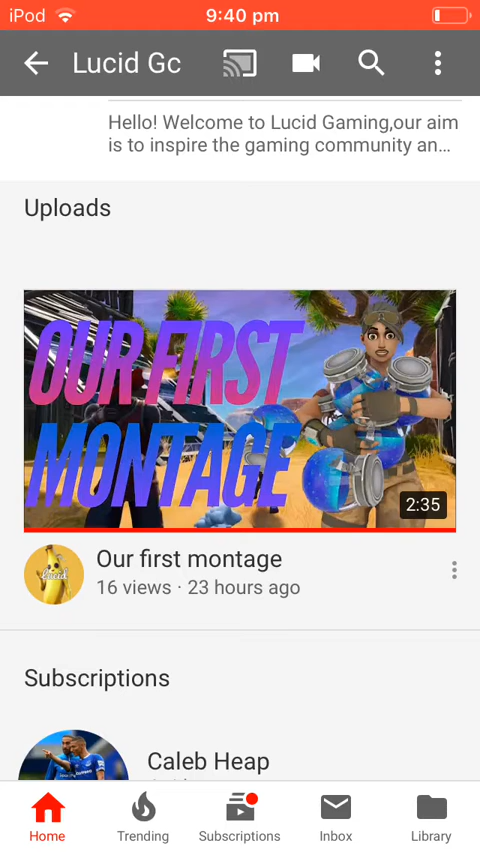 iPod 9:40 pm
Lucid Gc
Hello! Welcome to Lucid Gaming,our aim
is to inspire the gaming community an...
Uploads
OUR FIRST
MONTAGE
2:35
Lucid
Our first montage
16 views · 23 hours ago
Subscriptions
Caleb Heap
Home Trending Subscriptions Inbox Library